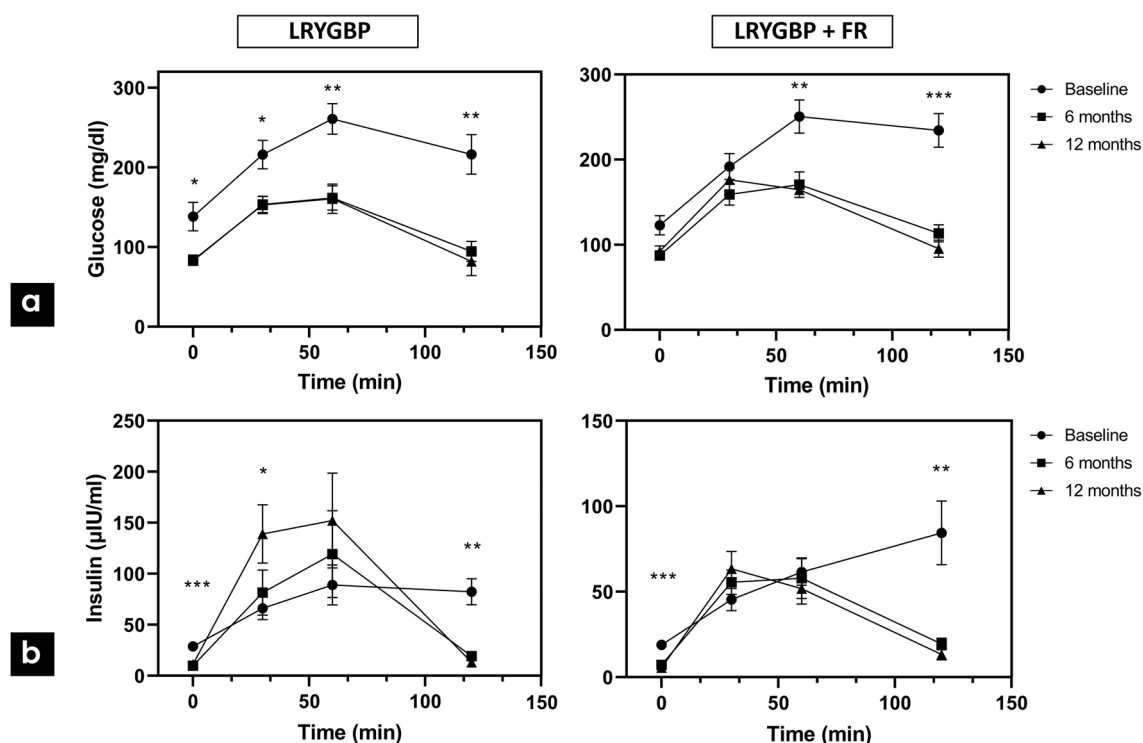 LRYGBP
LRYGBP + FR
a
Glucose (mg/dl)
300
200
100
0
* * ** **
0 50 100 150
Time (min)
300
200
100
0
** ***
0 50 100 150
Time (min)
Baseline
6 months
12 months
b
Insulin (µIU/ml)
250
200
150
100
50
0
*** * **
0 50 100 150
Time (min)
150
100
50
0
*** **
0 50 100 150
Time (min)
Baseline
6 months
12 months